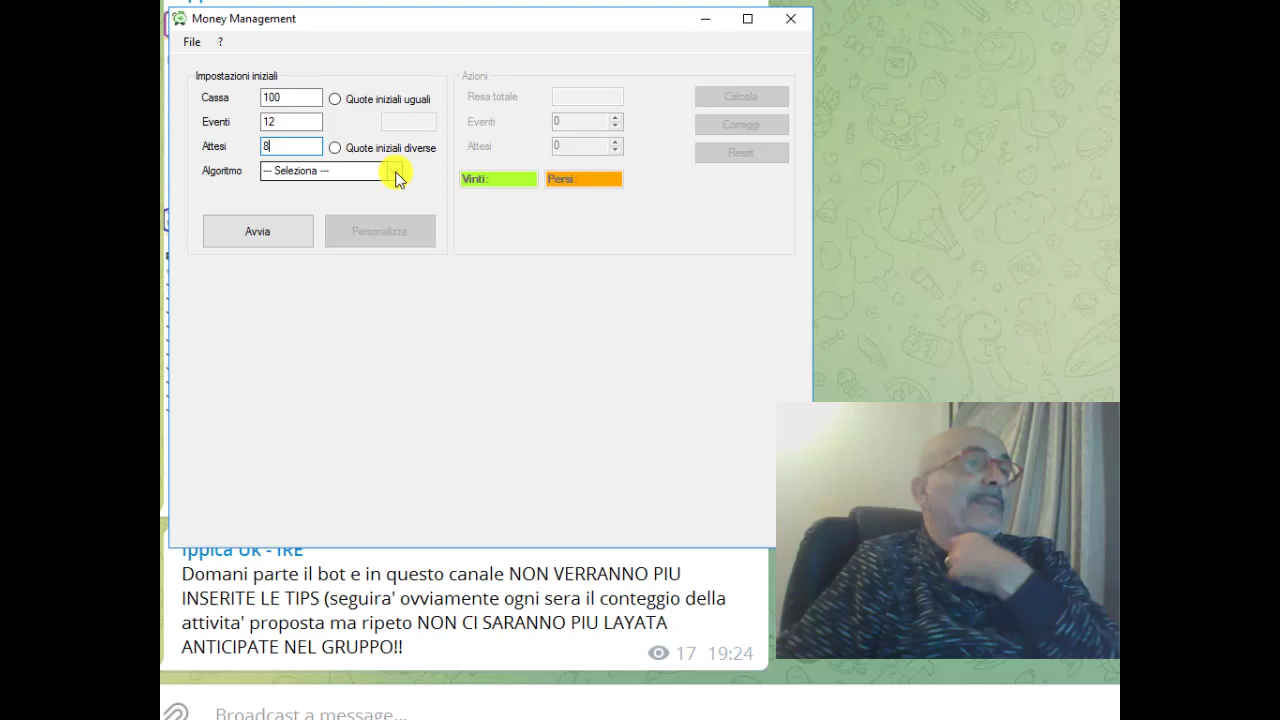 Money Management
File ?
Impostazioni iniziali
Cassa 100 Quote iniziali uguali
Eventi 12
Attesi 8 Quote iniziali diverse
Algoritmo --- Seleziona ---
Avvia Personalizza
Azioni
Resa totale Calcola
Eventi 0 Correggi
Attesi 0 Reset
Vinti: Persi:
Ippica UK - IRE
Domani parte il bot e in questo canale NON VERRANNO PIU
INSERITE LE TIPS (seguira' ovviamente ogni sera il conteggio della
attivita' proposta ma ripeto NON CI SARANNO PIU LAYATA
ANTICIPATE NEL GRUPPO!!
17 19:24
Broadcast a message...